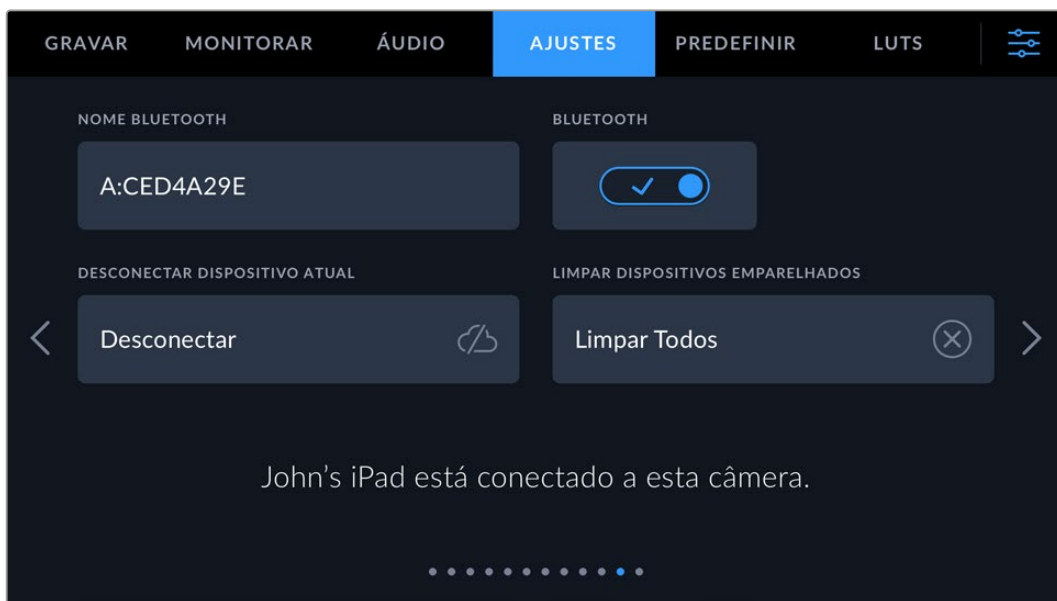 GRAVAR MONITORAR ÁUDIO AJUSTES PREDEFINIR LUTS
NOME BLUETOOTH BLUETOOTH
A:CED4A29E
DESCONECTAR DISPOSITIVO ATUAL LIMPAR DISPOSITIVOS EMPARELHADOS
Desconectar Limpar Todos
John’s iPad está conectado a esta câmera.